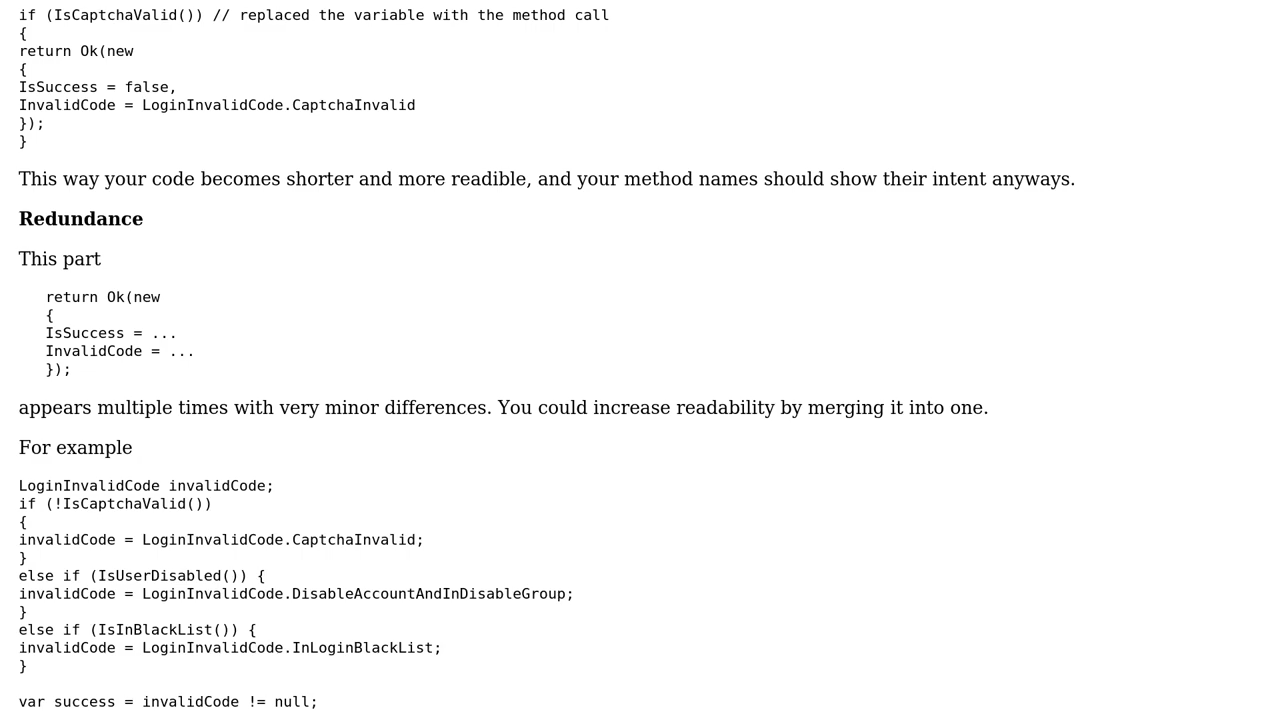 if (IsCaptchaValid()) // replaced the variable with the method call
{
return Ok(new
{
IsSuccess = false,
InvalidCode = LoginInvalidCode.CaptchaInvalid
});
}
This way your code becomes shorter and more readible, and your method names should show their intent anyways.
Redundance
This part
return Ok(new
{
IsSuccess = ...
InvalidCode = ...
});
appears multiple times with very minor differences. You could increase readability by merging it into one.
For example
LoginInvalidCode invalidCode;
if (!IsCaptchaValid())
{
invalidCode = LoginInvalidCode.CaptchaInvalid;
}
else if (IsUserDisabled()) {
invalidCode = LoginInvalidCode.DisableAccountAndInDisableGroup;
}
else if (IsInBlackList()) {
invalidCode = LoginInvalidCode.InLoginBlackList;
}
var success = invalidCode != null;